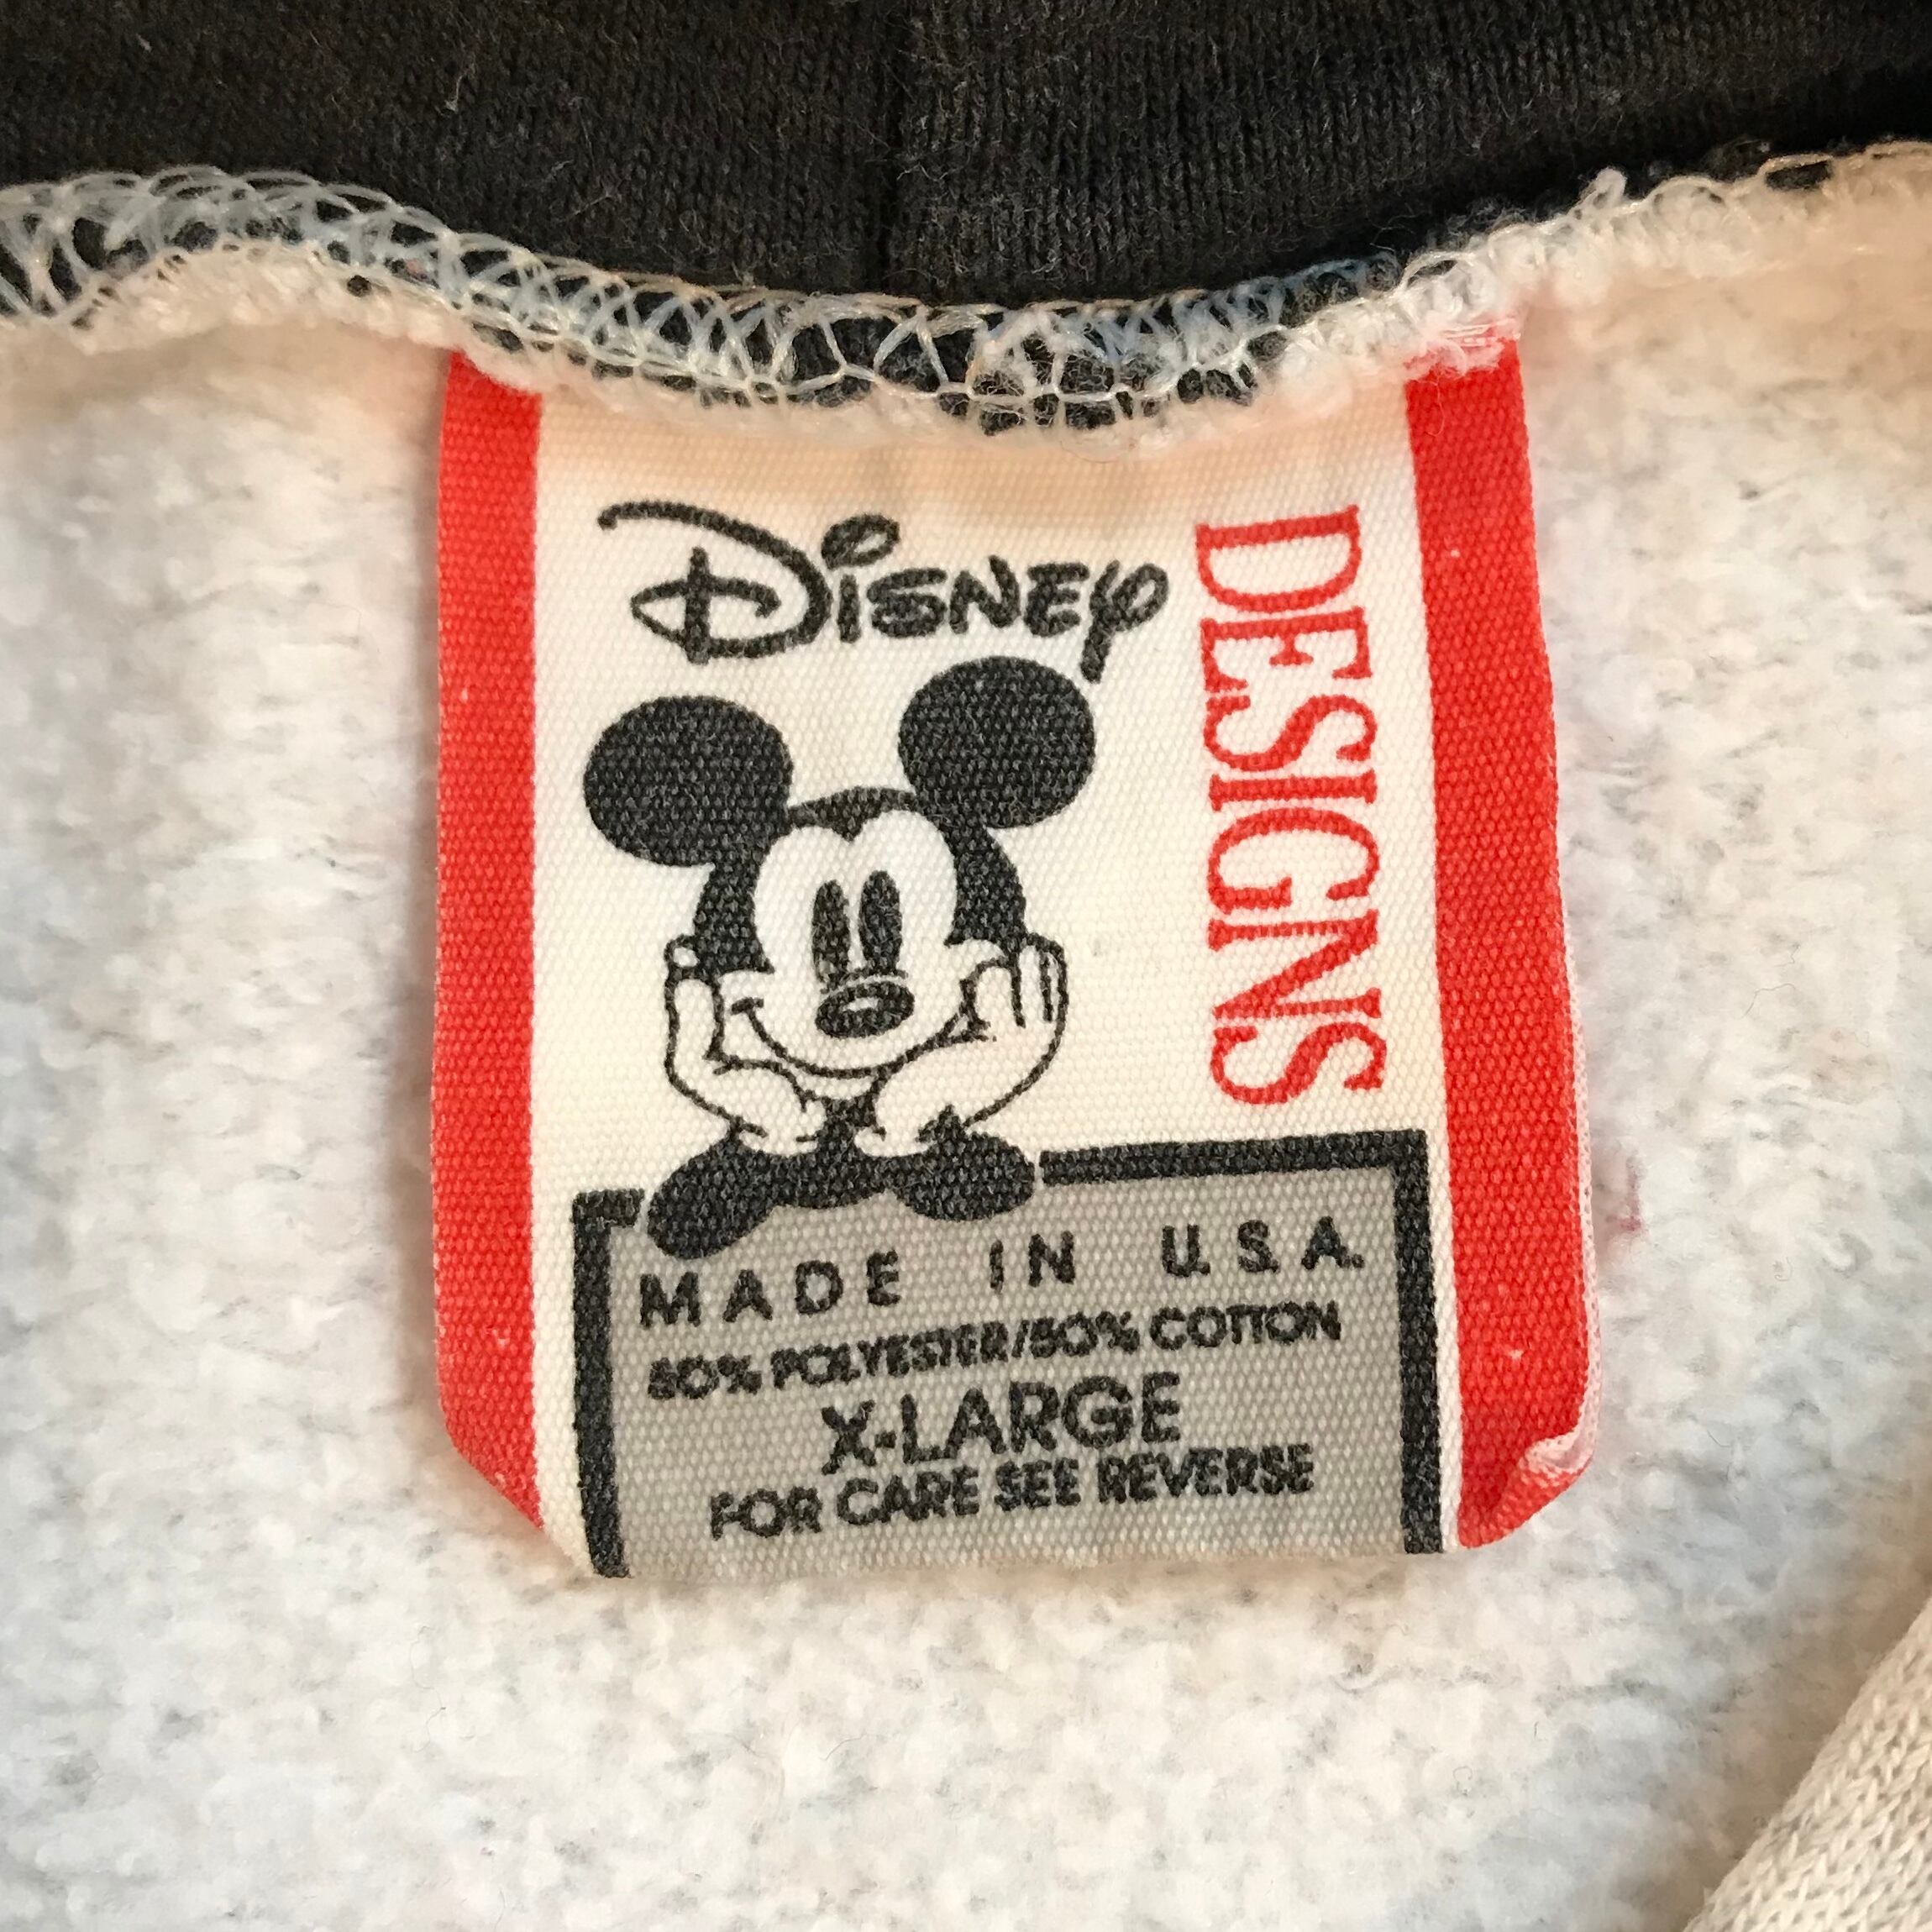 Disney
DESIGNS
MADE IN U.S.A.
50% POLYESTER/50% COTTON
X-LARGE
FOR CARE SEE REVERSE